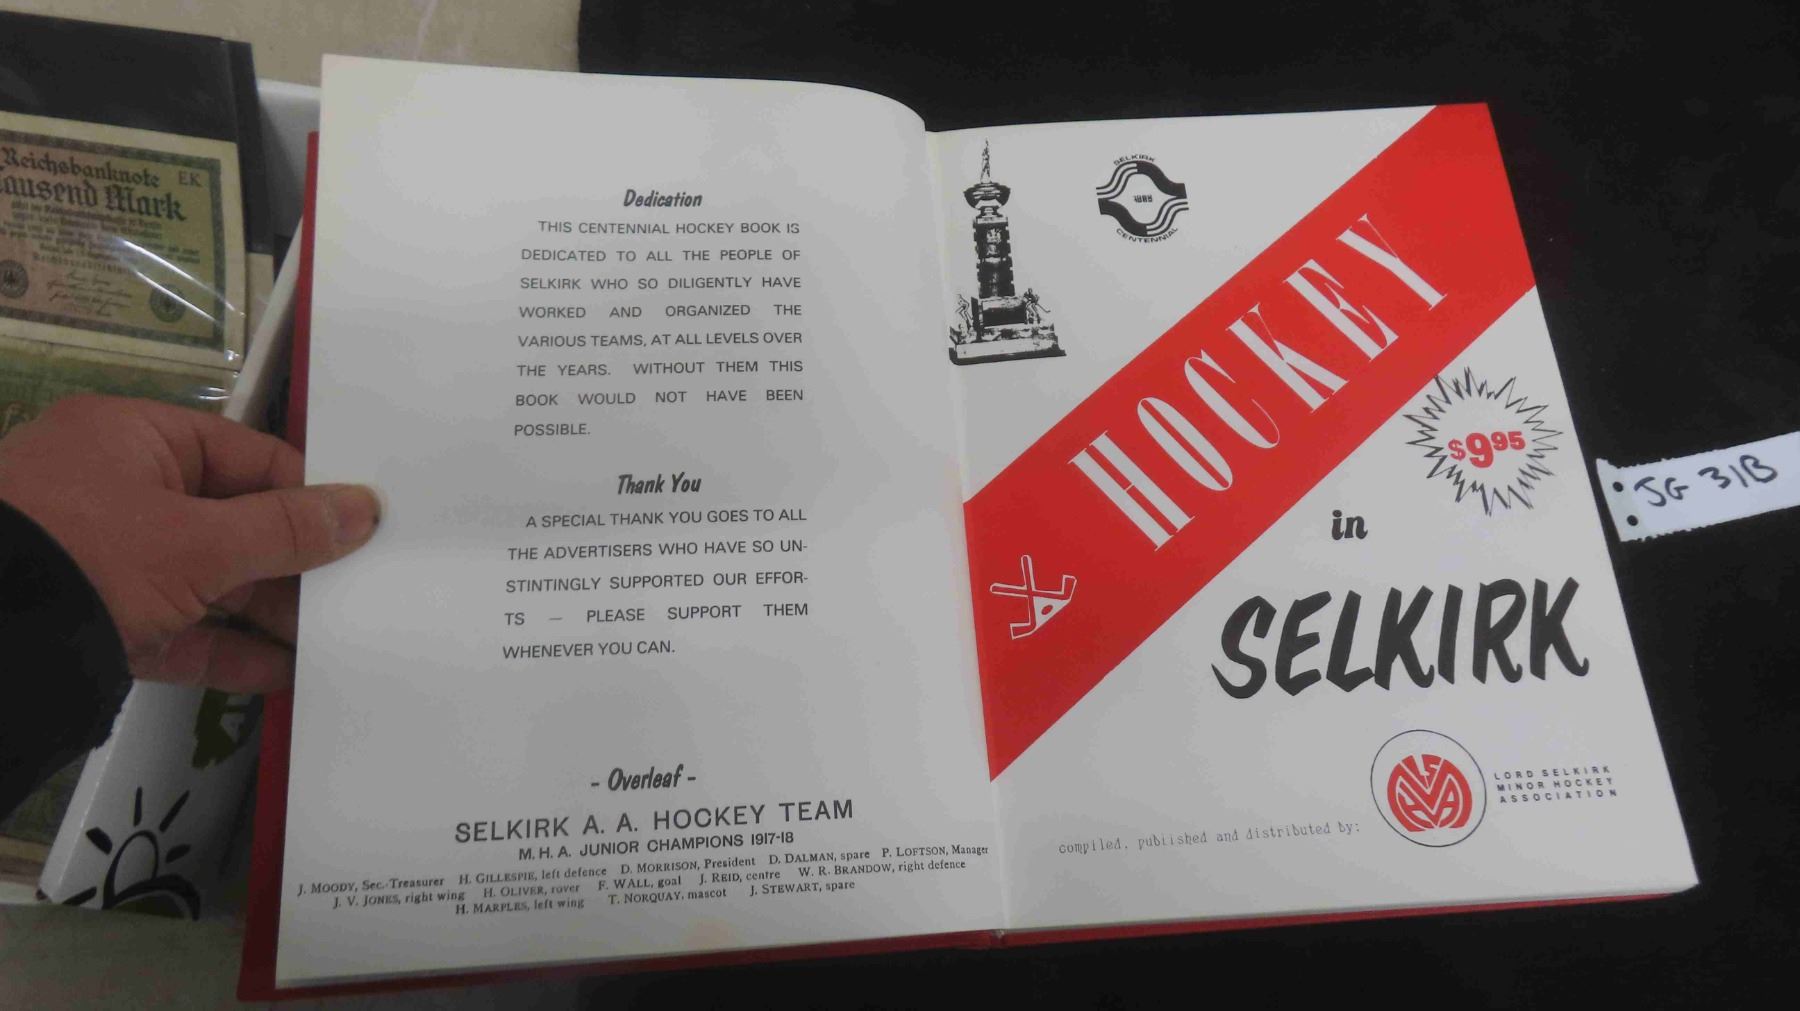 Reichsbanknote
EK
tausend Mark
Dedication
THIS CENTENNIAL HOCKEY BOOK IS
DEDICATED TO ALL THE PEOPLE OF
SELKIRK WHO SO DILIGENTLY HAVE
WORKED AND ORGANIZED THE
VARIOUS TEAMS, AT ALL LEVELS OVER
THE YEARS. WITHOUT THEM THIS
BOOK WOULD NOT HAVE BEEN
POSSIBLE.
Thank You
A SPECIAL THANK YOU GOES TO ALL
THE ADVERTISERS WHO HAVE SO UN-
STINTINGLY SUPPORTED OUR EFFOR-
TS — PLEASE SUPPORT THEM
WHENEVER YOU CAN.
- Overleaf -
SELKIRK A. A. HOCKEY TEAM
M. H. A. JUNIOR CHAMPIONS 1917-18
J. MOODY, Sec.-Treasurer H. GILLESPIE, left defence D. MORRISON, President D. DALMAN, spare P. LOFTSON, Manager
J. V. JONES, right wing H. OLIVER, rover F. WALL, goal J. REID, centre W. R. BRANDOW, right defence
H. MARPLES, left wing T. NORQUAY, mascot J. STEWART, spare
SELKIRK
CENTENNIAL
HOCKEY
$9.95
in
SELKIRK
LORD SELKIRK
MINOR HOCKEY
ASSOCIATION
compiled, published and distributed by:
JG 31B